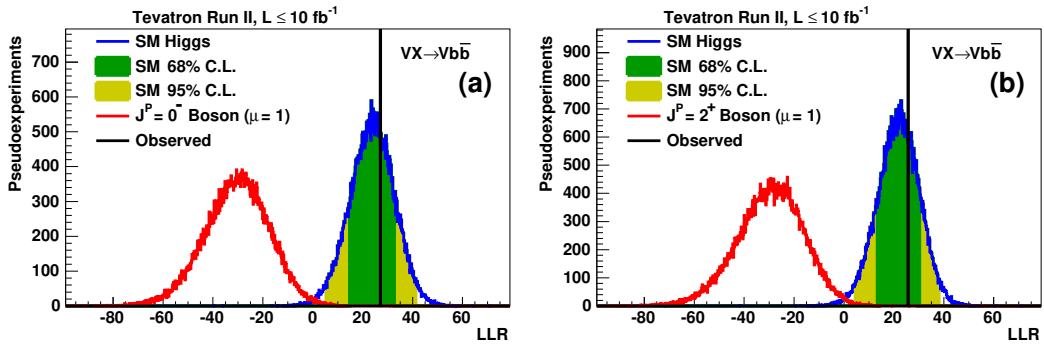 Tevatron Run II, L ≤ 10 fb⁻¹
Pseudoexperiments
700
600
500
400
300
200
100
0
SM Higgs
SM 68% C.L.
SM 95% C.L.
Jᴾ = 0⁻ Boson (μ = 1)
Observed
VX→Vbb̅
(a)
-80 -60 -40 -20 0 20 40 60
LLR
Tevatron Run II, L ≤ 10 fb⁻¹
Pseudoexperiments
900
800
700
600
500
400
300
200
100
0
SM Higgs
SM 68% C.L.
SM 95% C.L.
Jᴾ = 2⁺ Boson (μ = 1)
Observed
VX→Vbb̅
(b)
-80 -60 -40 -20 0 20 40 60
LLR